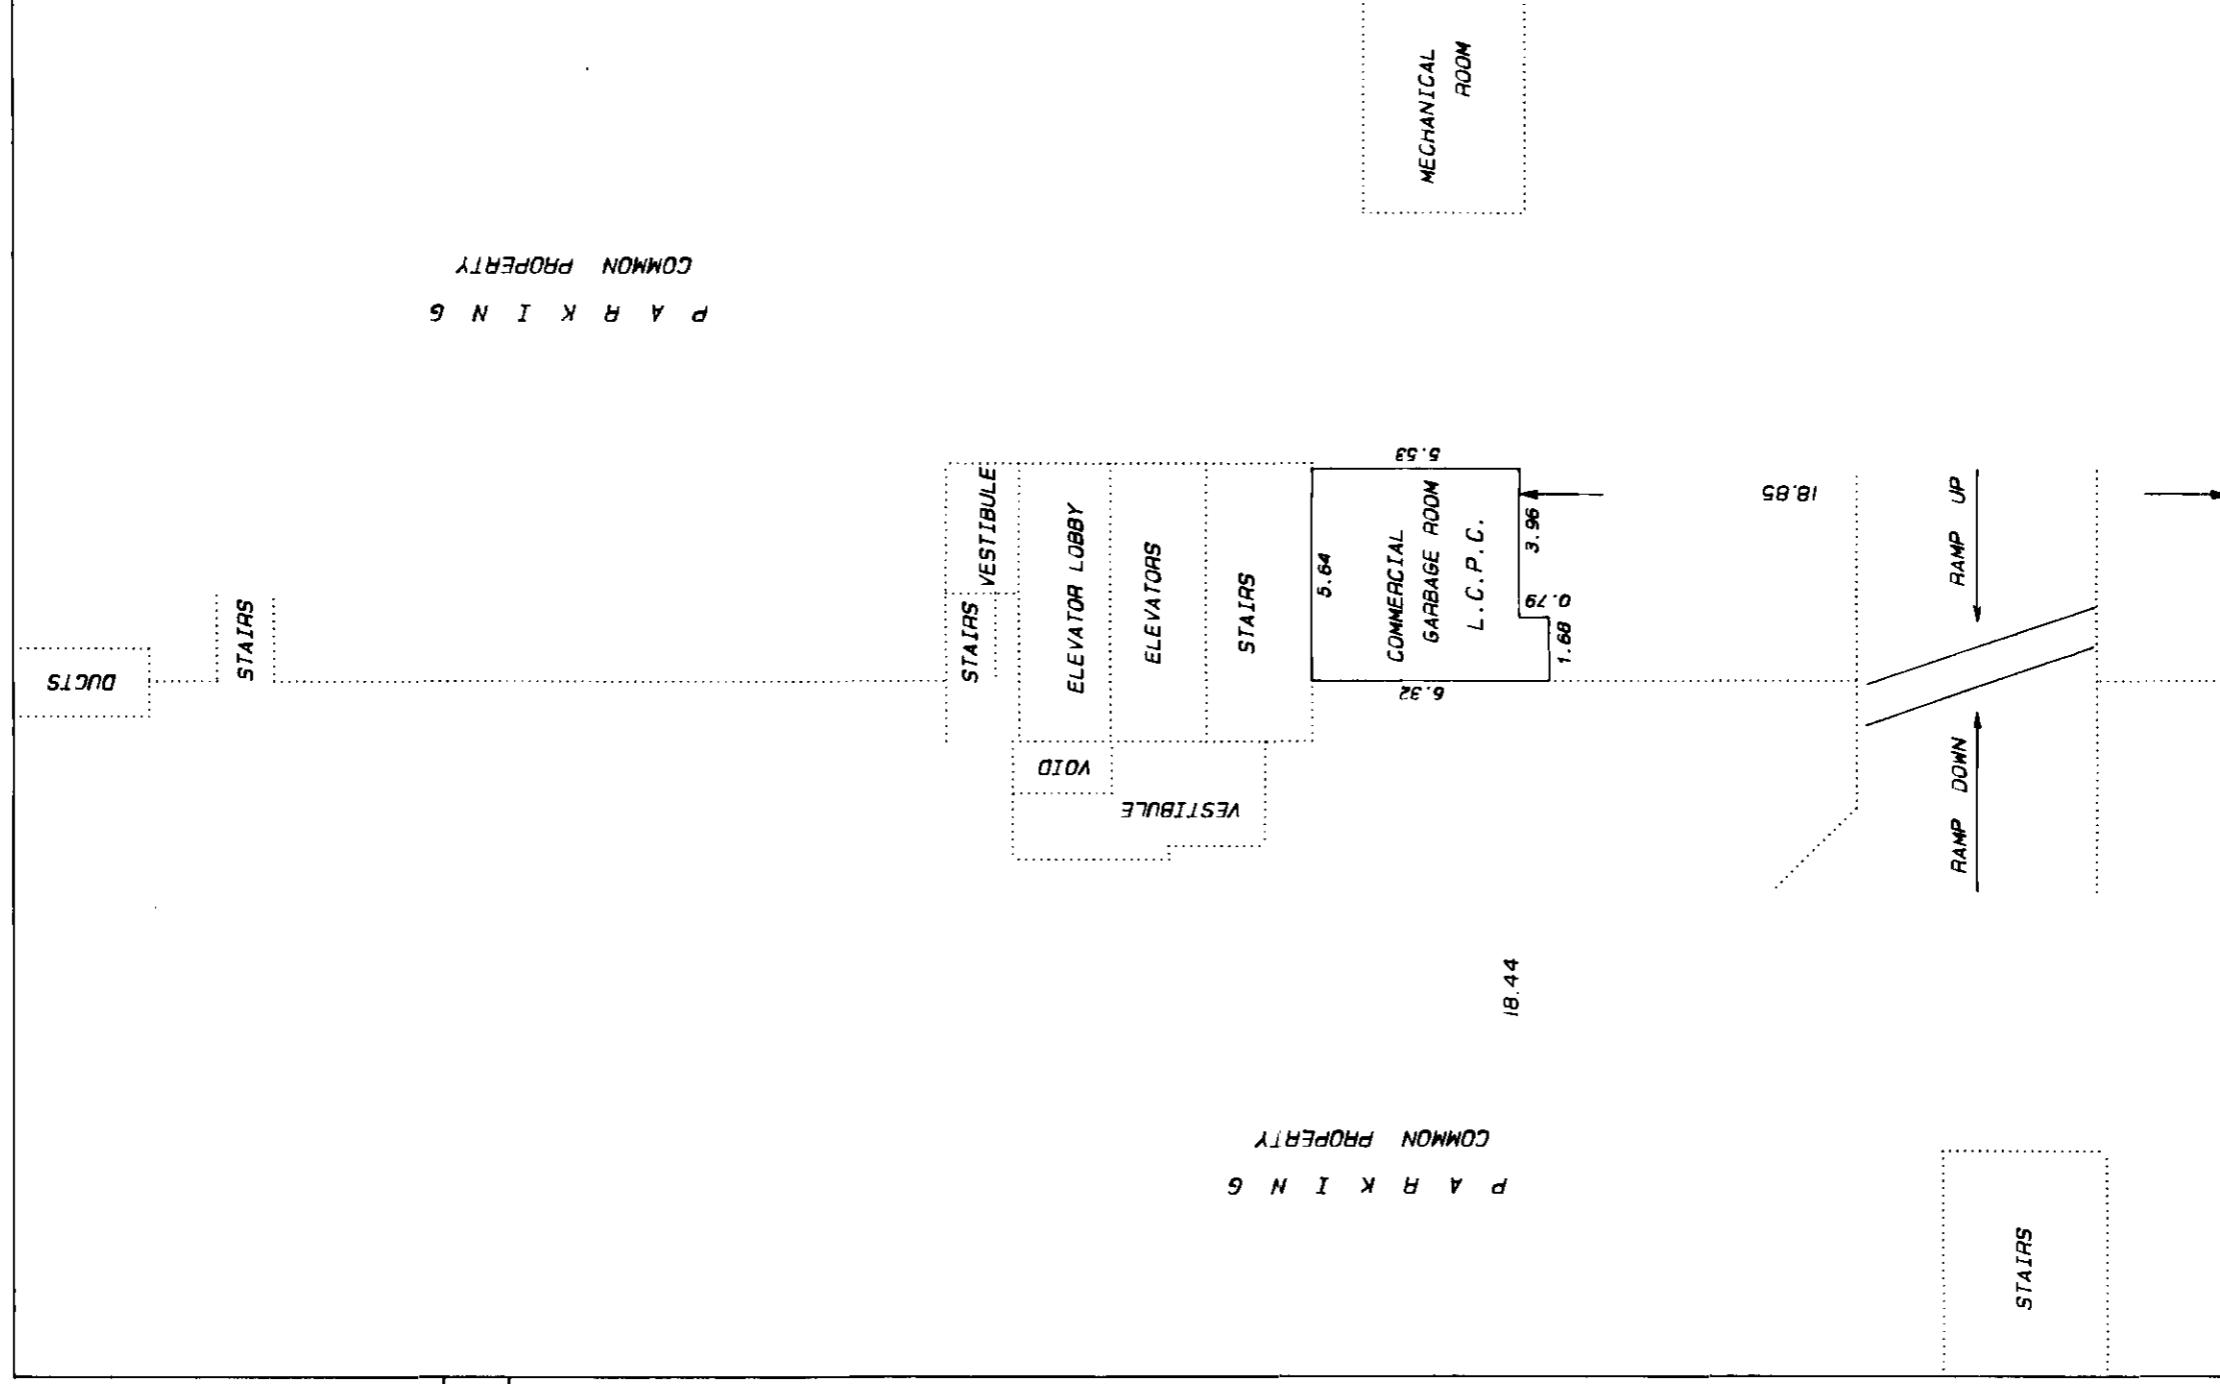 MECHANICAL
ROOM
COMMON PROPERTY
P A R K I N G
DUCTS
STAIRS
VESTIBULE
STAIRS
ELEVATOR LOBBY
ELEVATORS
STAIRS
5.53
5.64
COMMERCIAL
GARBAGE ROOM
L.C.P.C.
3.96
0.79
1.68
6.32
18.85
RAMP UP
RAMP DOWN
VOID
VESTIBULE
18.44
COMMON PROPERTY
P A R K I N G
STAIRS